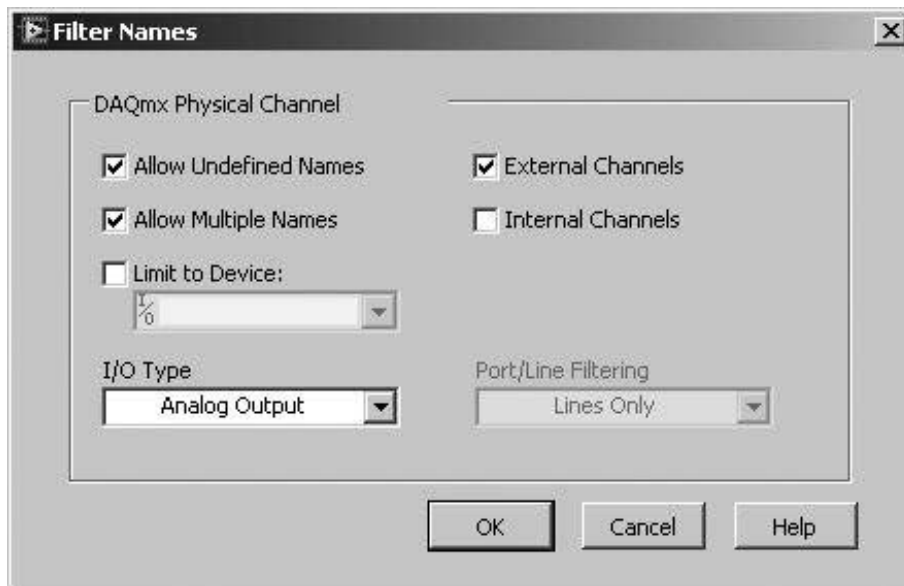 Filter Names
DAQmx Physical Channel
Allow Undefined Names
External Channels
Allow Multiple Names
Internal Channels
Limit to Device:
I/O
I/O Type
Port/Line Filtering
Analog Output
Lines Only
OK
Cancel
Help